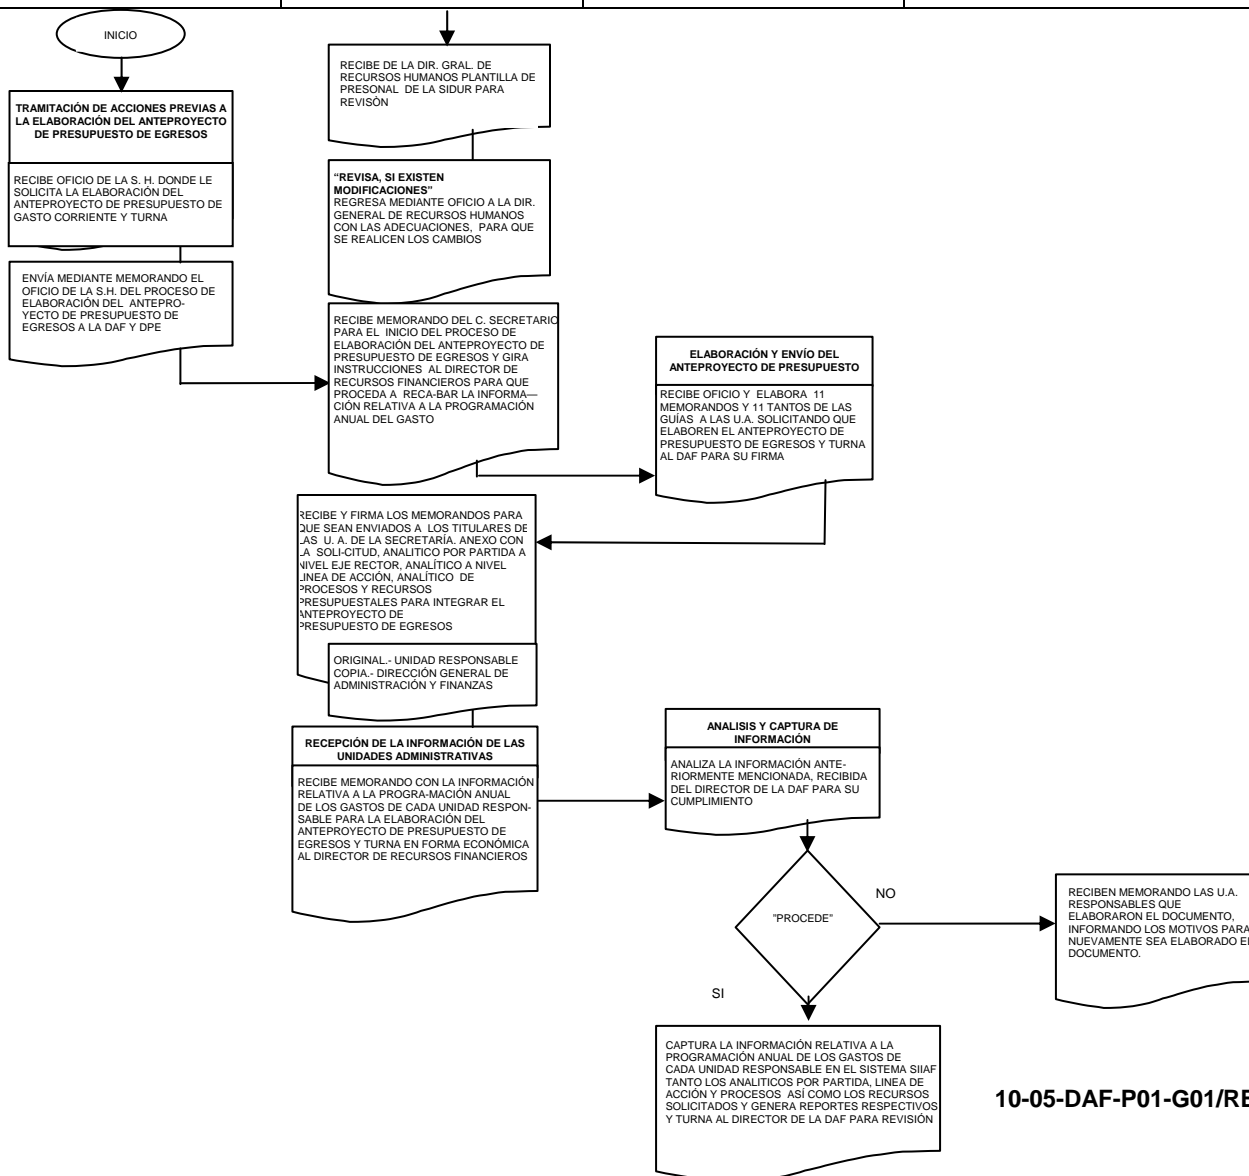 INICIO
TRAMITACIÓN DE ACCIONES PREVIAS A
LA ELABORACIÓN DEL ANTEPROYECTO
DE PRESUPUESTO DE EGRESOS
RECIBE OFICIO DE LA S. H. DONDE LE
SOLICITA LA ELABORACIÓN DEL
ANTEPROYECTO DE PRESUPUESTO DE
GASTO CORRIENTE Y TURNA
ENVÍA MEDIANTE MEMORANDO EL
OFICIO DE LA S.H. DEL PROCESO DE
ELABORACIÓN DEL ANTEPRO-
YECTO DE PRESUPUESTO DE
EGRESOS A LA DAF Y DPE
RECIBE DE LA DIR. GRAL. DE
RECURSOS HUMANOS PLANTILLA DE
PRESONAL DE LA SIDUR PARA
REVISÒN
"REVISA, SI EXISTEN
MODIFICACIONES"
REGRESA MEDIANTE OFICIO A LA DIR.
GENERAL DE RECURSOS HUMANOS
CON LAS ADECUACIONES, PARA QUE
SE REALICEN LOS CAMBIOS
RECIBE MEMORANDO DEL C. SECRETARIO
PARA EL INICIO DEL PROCESO DE
ELABORACIÓN DEL ANTEPROYECTO DE
PRESUPUESTO DE EGRESOS Y GIRA
INSTRUCCIONES AL DIRECTOR DE
RECURSOS FINANCIEROS PARA QUE
PROCEDA A RECA-BAR LA INFORMA—
CIÓN RELATIVA A LA PROGRAMACIÓN
ANUAL DEL GASTO
ELABORACIÓN Y ENVÍO DEL
ANTEPROYECTO DE PRESUPUESTO
RECIBE OFICIO Y ELABORA 11
MEMORANDOS Y 11 TANTOS DE LAS
GUÍAS A LAS U.A. SOLICITANDO QUE
ELABOREN EL ANTEPROYECTO DE
PRESUPUESTO DE EGRESOS Y TURNA
AL DAF PARA SU FIRMA
RECIBE Y FIRMA LOS MEMORANDOS PARA
QUE SEAN ENVIADOS A LOS TITULARES DE
LAS U. A. DE LA SECRETARÍA. ANEXO CON
LA SOLI-CITUD, ANALITICO POR PARTIDA A
NIVEL EJE RECTOR, ANALÍTICO A NIVEL
LINEA DE ACCIÓN, ANALÍTICO DE
PROCESOS Y RECURSOS
PRESUPUESTALES PARA INTEGRAR EL
ANTEPROYECTO DE
PRESUPUESTO DE EGRESOS
ORIGINAL.- UNIDAD RESPONSABLE
COPIA.- DIRECCIÓN GENERAL DE
ADMINISTRACIÓN Y FINANZAS
RECEPCIÓN DE LA INFORMACIÓN DE LAS
UNIDADES ADMINISTRATIVAS
RECIBE MEMORANDO CON LA INFORMACIÓN
RELATIVA A LA PROGRA-MACIÓN ANUAL
DE LOS GASTOS DE CADA UNIDAD RESPON-
SABLE PARA LA ELABORACIÓN DEL
ANTEPROYECTO DE PRESUPUESTO DE
EGRESOS Y TURNA EN FORMA ECONÓMICA
AL DIRECTOR DE RECURSOS FINANCIEROS
ANALISIS Y CAPTURA DE
INFORMACIÓN
ANALIZA LA INFORMACIÓN ANTE-
RIORMENTE MENCIONADA, RECIBIDA
DEL DIRECTOR DE LA DAF PARA SU
CUMPLIMIENTO
"PROCEDE"
NO
SI
RECIBEN MEMORANDO LAS U.A.
RESPONSABLES QUE
ELABORARON EL DOCUMENTO,
INFORMANDO LOS MOTIVOS PARA
NUEVAMENTE SEA ELABORADO
DOCUMENTO.
CAPTURA LA INFORMACIÓN RELATIVA A LA
PROGRAMACIÓN ANUAL DE LOS GASTOS DE
CADA UNIDAD RESPONSABLE EN EL SISTEMA SIIAF
TANTO LOS ANALITICOS POR PARTIDA, LINEA DE
ACCIÓN Y PROCESOS ASÍ COMO LOS RECURSOS
SOLICITADOS Y GENERA REPORTES RESPECTIVOS
Y TURNA AL DIRECTOR DE LA DAF PARA REVISIÓN
10-05-DAF-P01-G01/RE